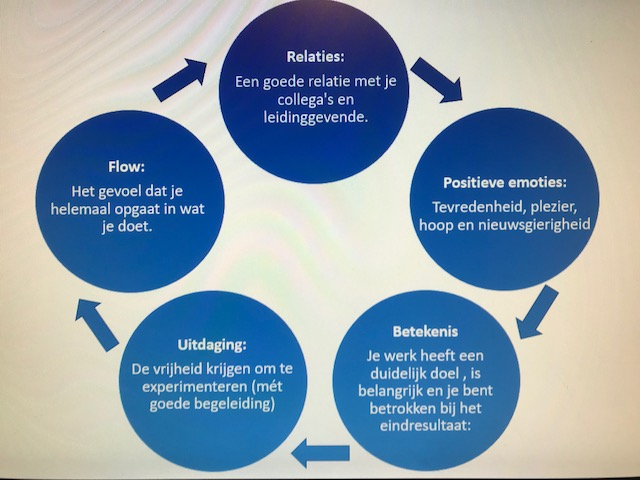 Relaties:
Een goede relatie met je
collega's en
leidinggevende.
Positieve emoties:
Tevredenheid, plezier,
hoop en nieuwsgierigheid
Betekenis
Je werk heeft een
duidelijk doel , is
belangrijk en je bent
betrokken bij het
eindresultaat:
Uitdaging:
De vrijheid krijgen om te
experimenteren (mét
goede begeleiding)
Flow:
Het gevoel dat je
helemaal opgaat in wat
je doet.